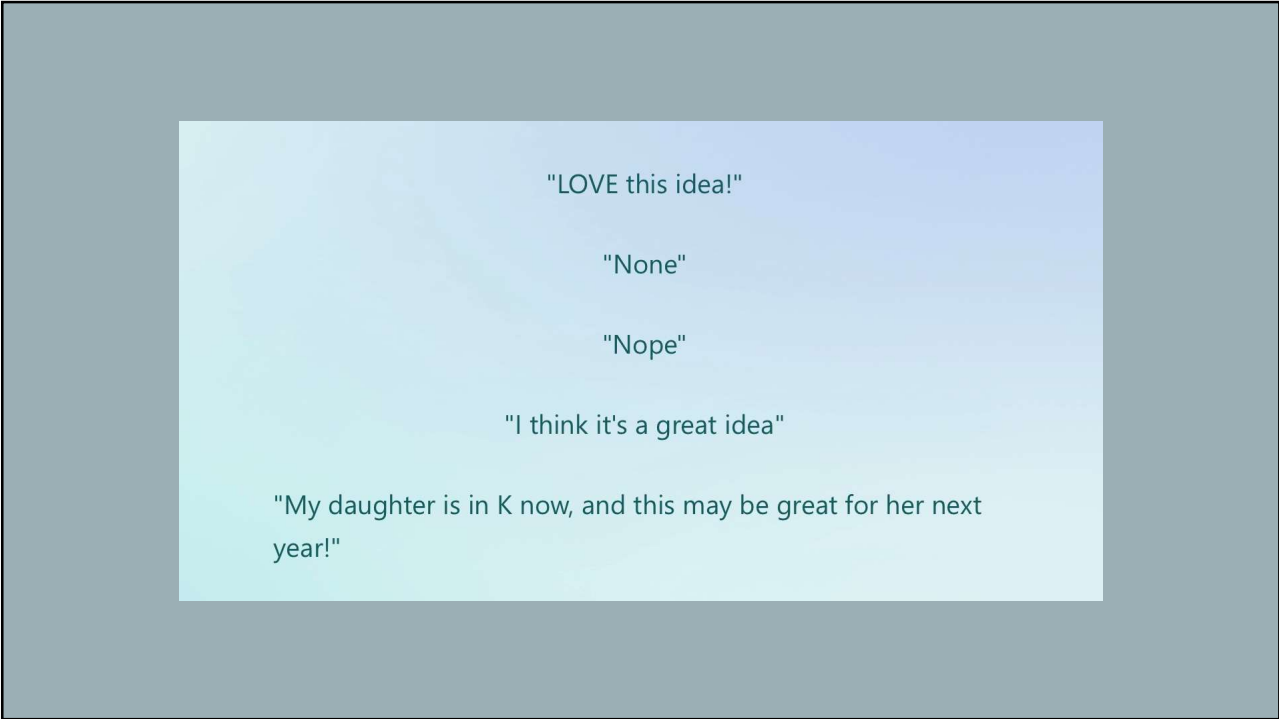 "LOVE this idea!"
"None"
"Nope"
"I think it's a great idea"
"My daughter is in K now, and this may be great for her next
year!"